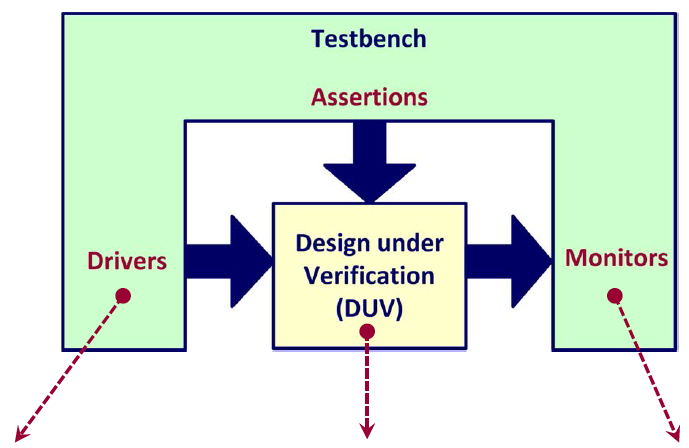 Testbench
Assertions
Drivers
Design under
Verification
(DUV)
Monitors